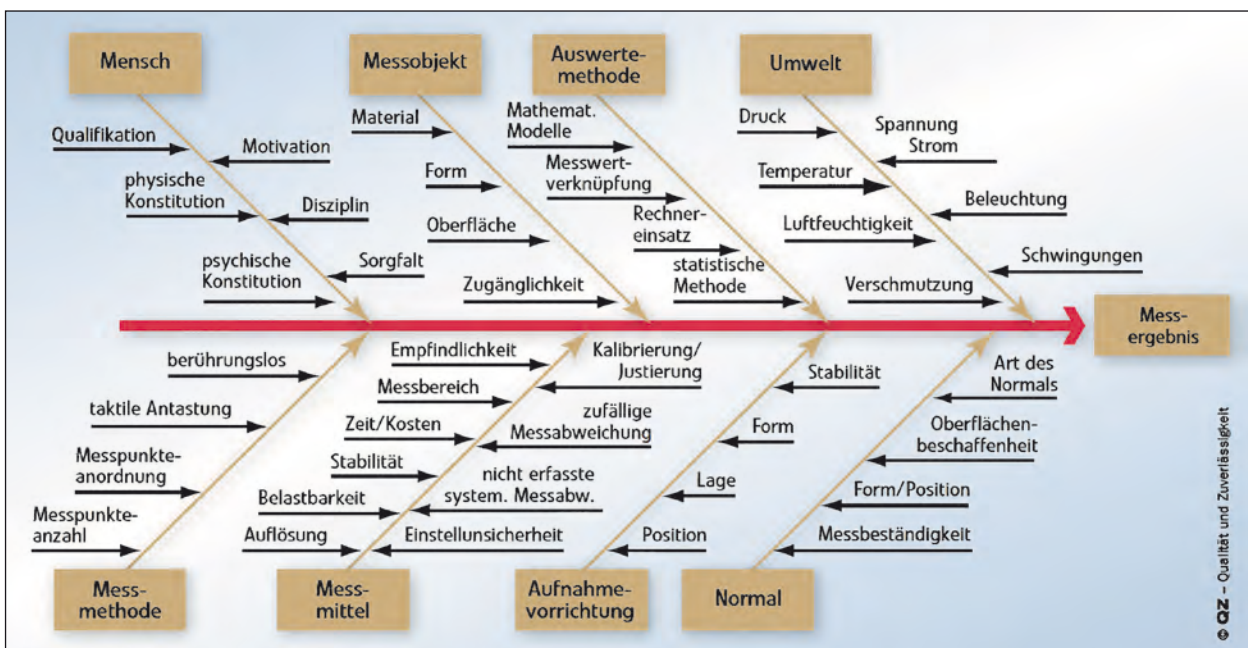 Mensch
Messobjekt
Auswerte-
methode
Umwelt
Qualifikation
Motivation
physische
Konstitution
Disziplin
psychische
Konstitution
Sorgfalt
Material
Form
Oberfläche
Zugänglichkeit
Mathemat.
Modelle
Messwert-
verknüpfung
Rechner-
einsatz
statistische
Methode
Druck
Spannung
Strom
Temperatur
Beleuchtung
Luftfeuchtigkeit
Schwingungen
Verschmutzung
Mess-
ergebnis
berührungslos
taktile Antastung
Messpunkte-
anordnung
Messpunkte-
anzahl
Empfindlichkeit
Kalibrierung/
Justierung
Messbereich
zufällige
Messabweichung
Zeit/Kosten
Stabilität
nicht erfasste
system. Messabw.
Belastbarkeit
Auflösung
Einstellunsicherheit
Stabilität
Form
Lage
Position
Art des
Normals
Oberflächen-
beschaffenheit
Form/Position
Messbeständigkeit
Mess-
methode
Mess-
mittel
Aufnahme-
vorrichtung
Normal
© QZ – Qualität und Zuverlässigkeit